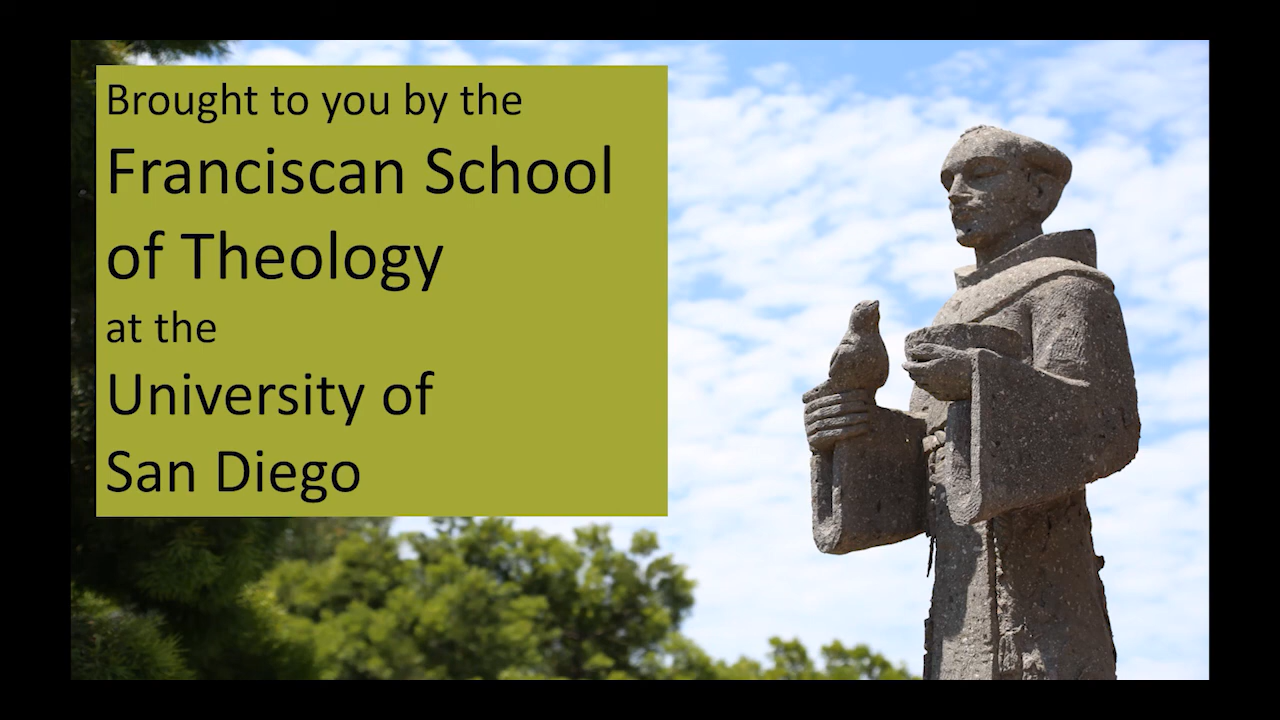 Brought to you by the
Franciscan School
of Theology
at the
University of
San Diego